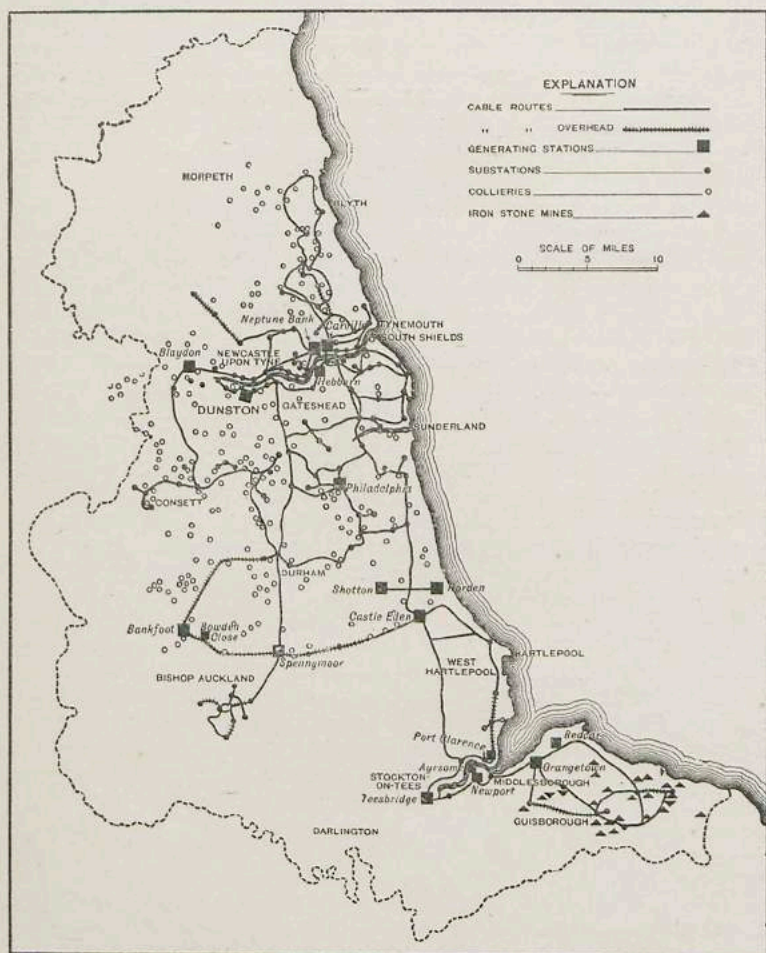 EXPLANATION
CABLE ROUTES
" " OVERHEAD
GENERATING STATIONS
SUBSTATIONS
COLLIERIES
IRON STONE MINES
SCALE OF MILES
0 5 10
MORPETH
BLYTH
Neptune Bank
Carville
TYNEMOUTH
SOUTH SHIELDS
Blaydon
NEWCASTLE
UPON TYNE
Hebburn
DUNSTON
GATESHEAD
SUNDERLAND
Philadelphia
CONSETT
DURHAM
Shotton
Horden
Castle Eden
Bankfoot
Bowden
Close
Spennymoor
BISHOP AUCKLAND
WEST
HARTLEPOOL
HARTLEPOOL
Port Clarence
Redcar
Ayrsome
Grangetown
STOCKTON-
ON-TEES
MIDDLESBOROUGH
Newport
Teesbridge
GUISBOROUGH
DARLINGTON